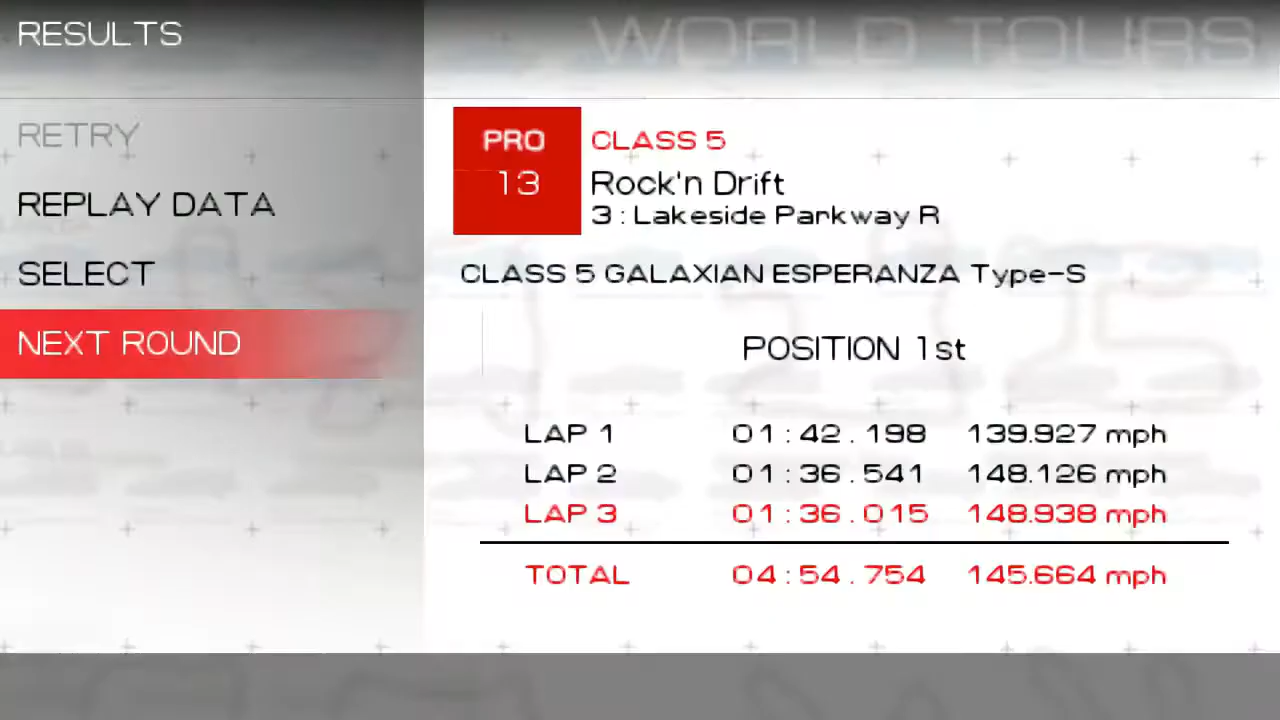 RESULTS
WORLD TOURS
RETRY
REPLAY DATA
SELECT
NEXT ROUND
PRO
13
CLASS 5
Rock'n Drift
3 : Lakeside Parkway R
CLASS 5 GALAXIAN ESPERANZA Type-S
POSITION 1st
LAP 1 01 : 42 . 198 139.927 mph
LAP 2 01 : 36 . 541 148.126 mph
LAP 3 01 : 36 . 015 148.938 mph
TOTAL 04 : 54 . 754 145.664 mph